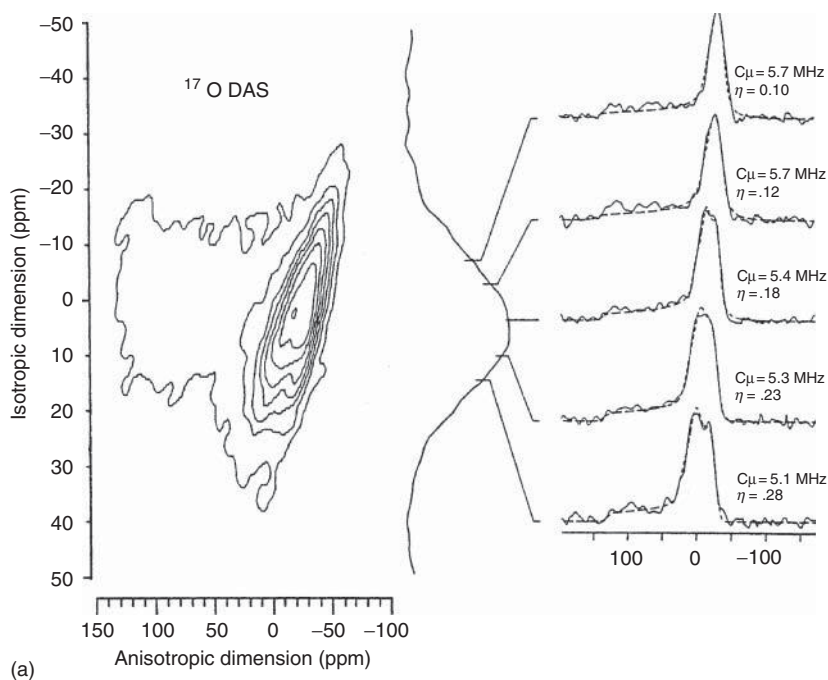 −50
−40
−30
−20
−10
0
10
20
30
40
50
Isotropic dimension (ppm)
17 O DAS
150 100 50 0 −50 −100
Anisotropic dimension (ppm)
(a)
Cμ = 5.7 MHz
η = 0.10
Cμ = 5.7 MHz
η = .12
Cμ = 5.4 MHz
η = .18
Cμ = 5.3 MHz
η = .23
Cμ = 5.1 MHz
η = .28
100 0 −100